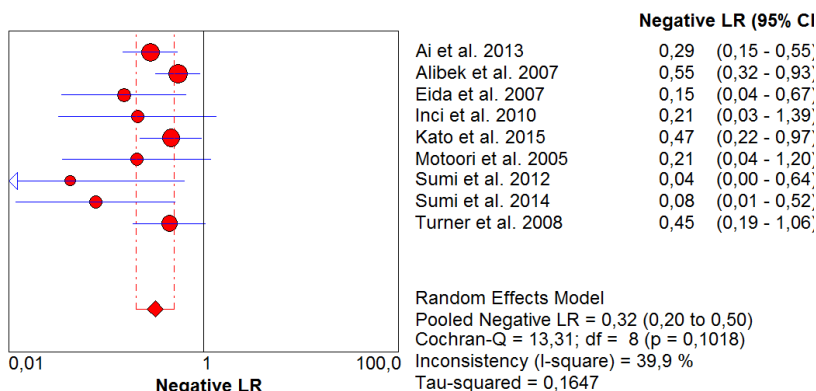 Negative LR (95% CI
Ai et al. 2013 0,29 (0,15 - 0,55)
Alibek et al. 2007 0,55 (0,32 - 0,93)
Eida et al. 2007 0,15 (0,04 - 0,67)
Inci et al. 2010 0,21 (0,03 - 1,39)
Kato et al. 2015 0,47 (0,22 - 0,97)
Motoori et al. 2005 0,21 (0,04 - 1,20)
Sumi et al. 2012 0,04 (0,00 - 0,64)
Sumi et al. 2014 0,08 (0,01 - 0,52)
Turner et al. 2008 0,45 (0,19 - 1,06)
Random Effects Model
Pooled Negative LR = 0,32 (0,20 to 0,50)
Cochran-Q = 13,31; df = 8 (p = 0,1018)
Inconsistency (I-square) = 39,9 %
Tau-squared = 0,1647
0,01 1 100,0
Negative LR